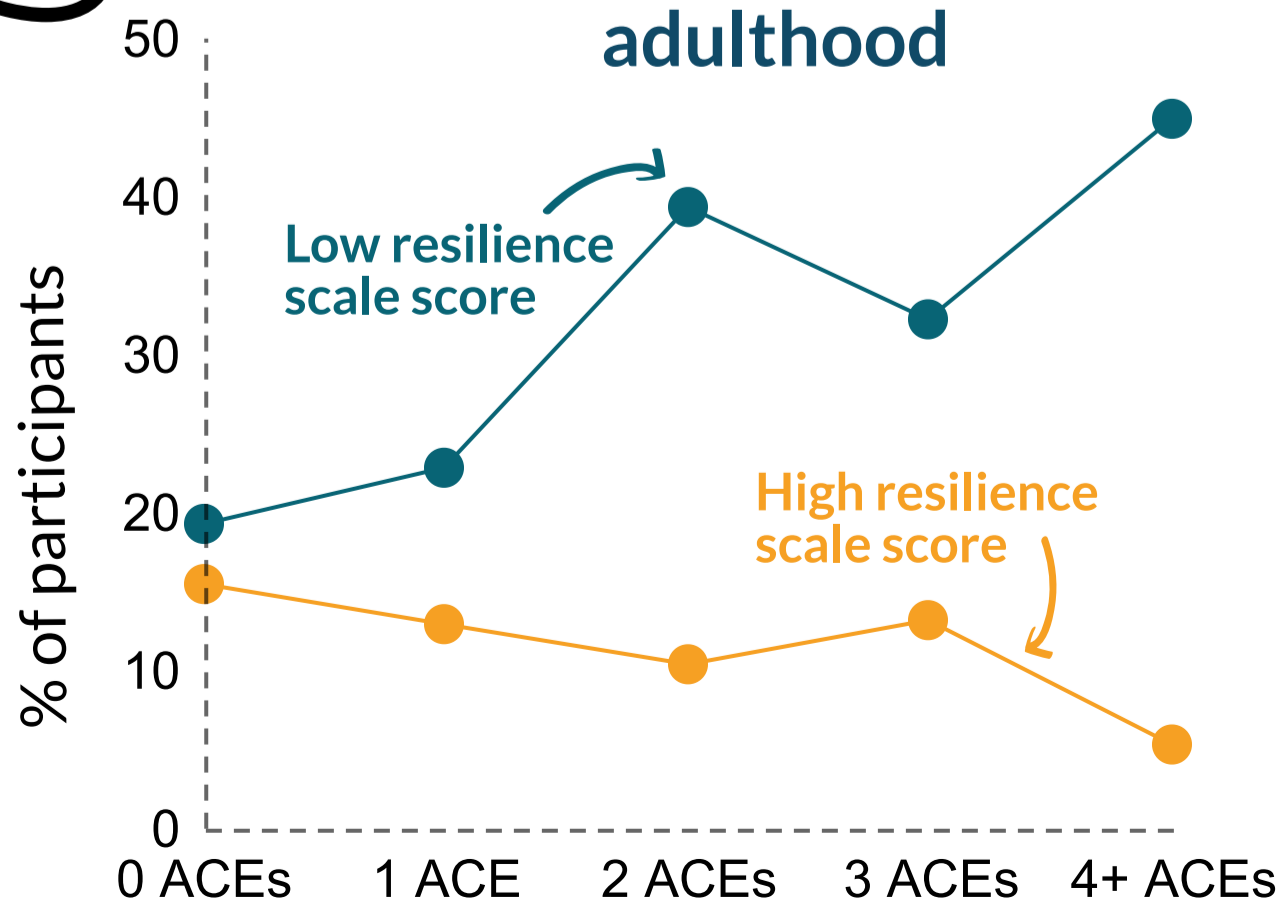 adulthood
50
40
30
20
10
0
% of participants
Low resilience
scale score
High resilience
scale score
0 ACEs
1 ACE
2 ACEs
3 ACEs
4+ ACEs